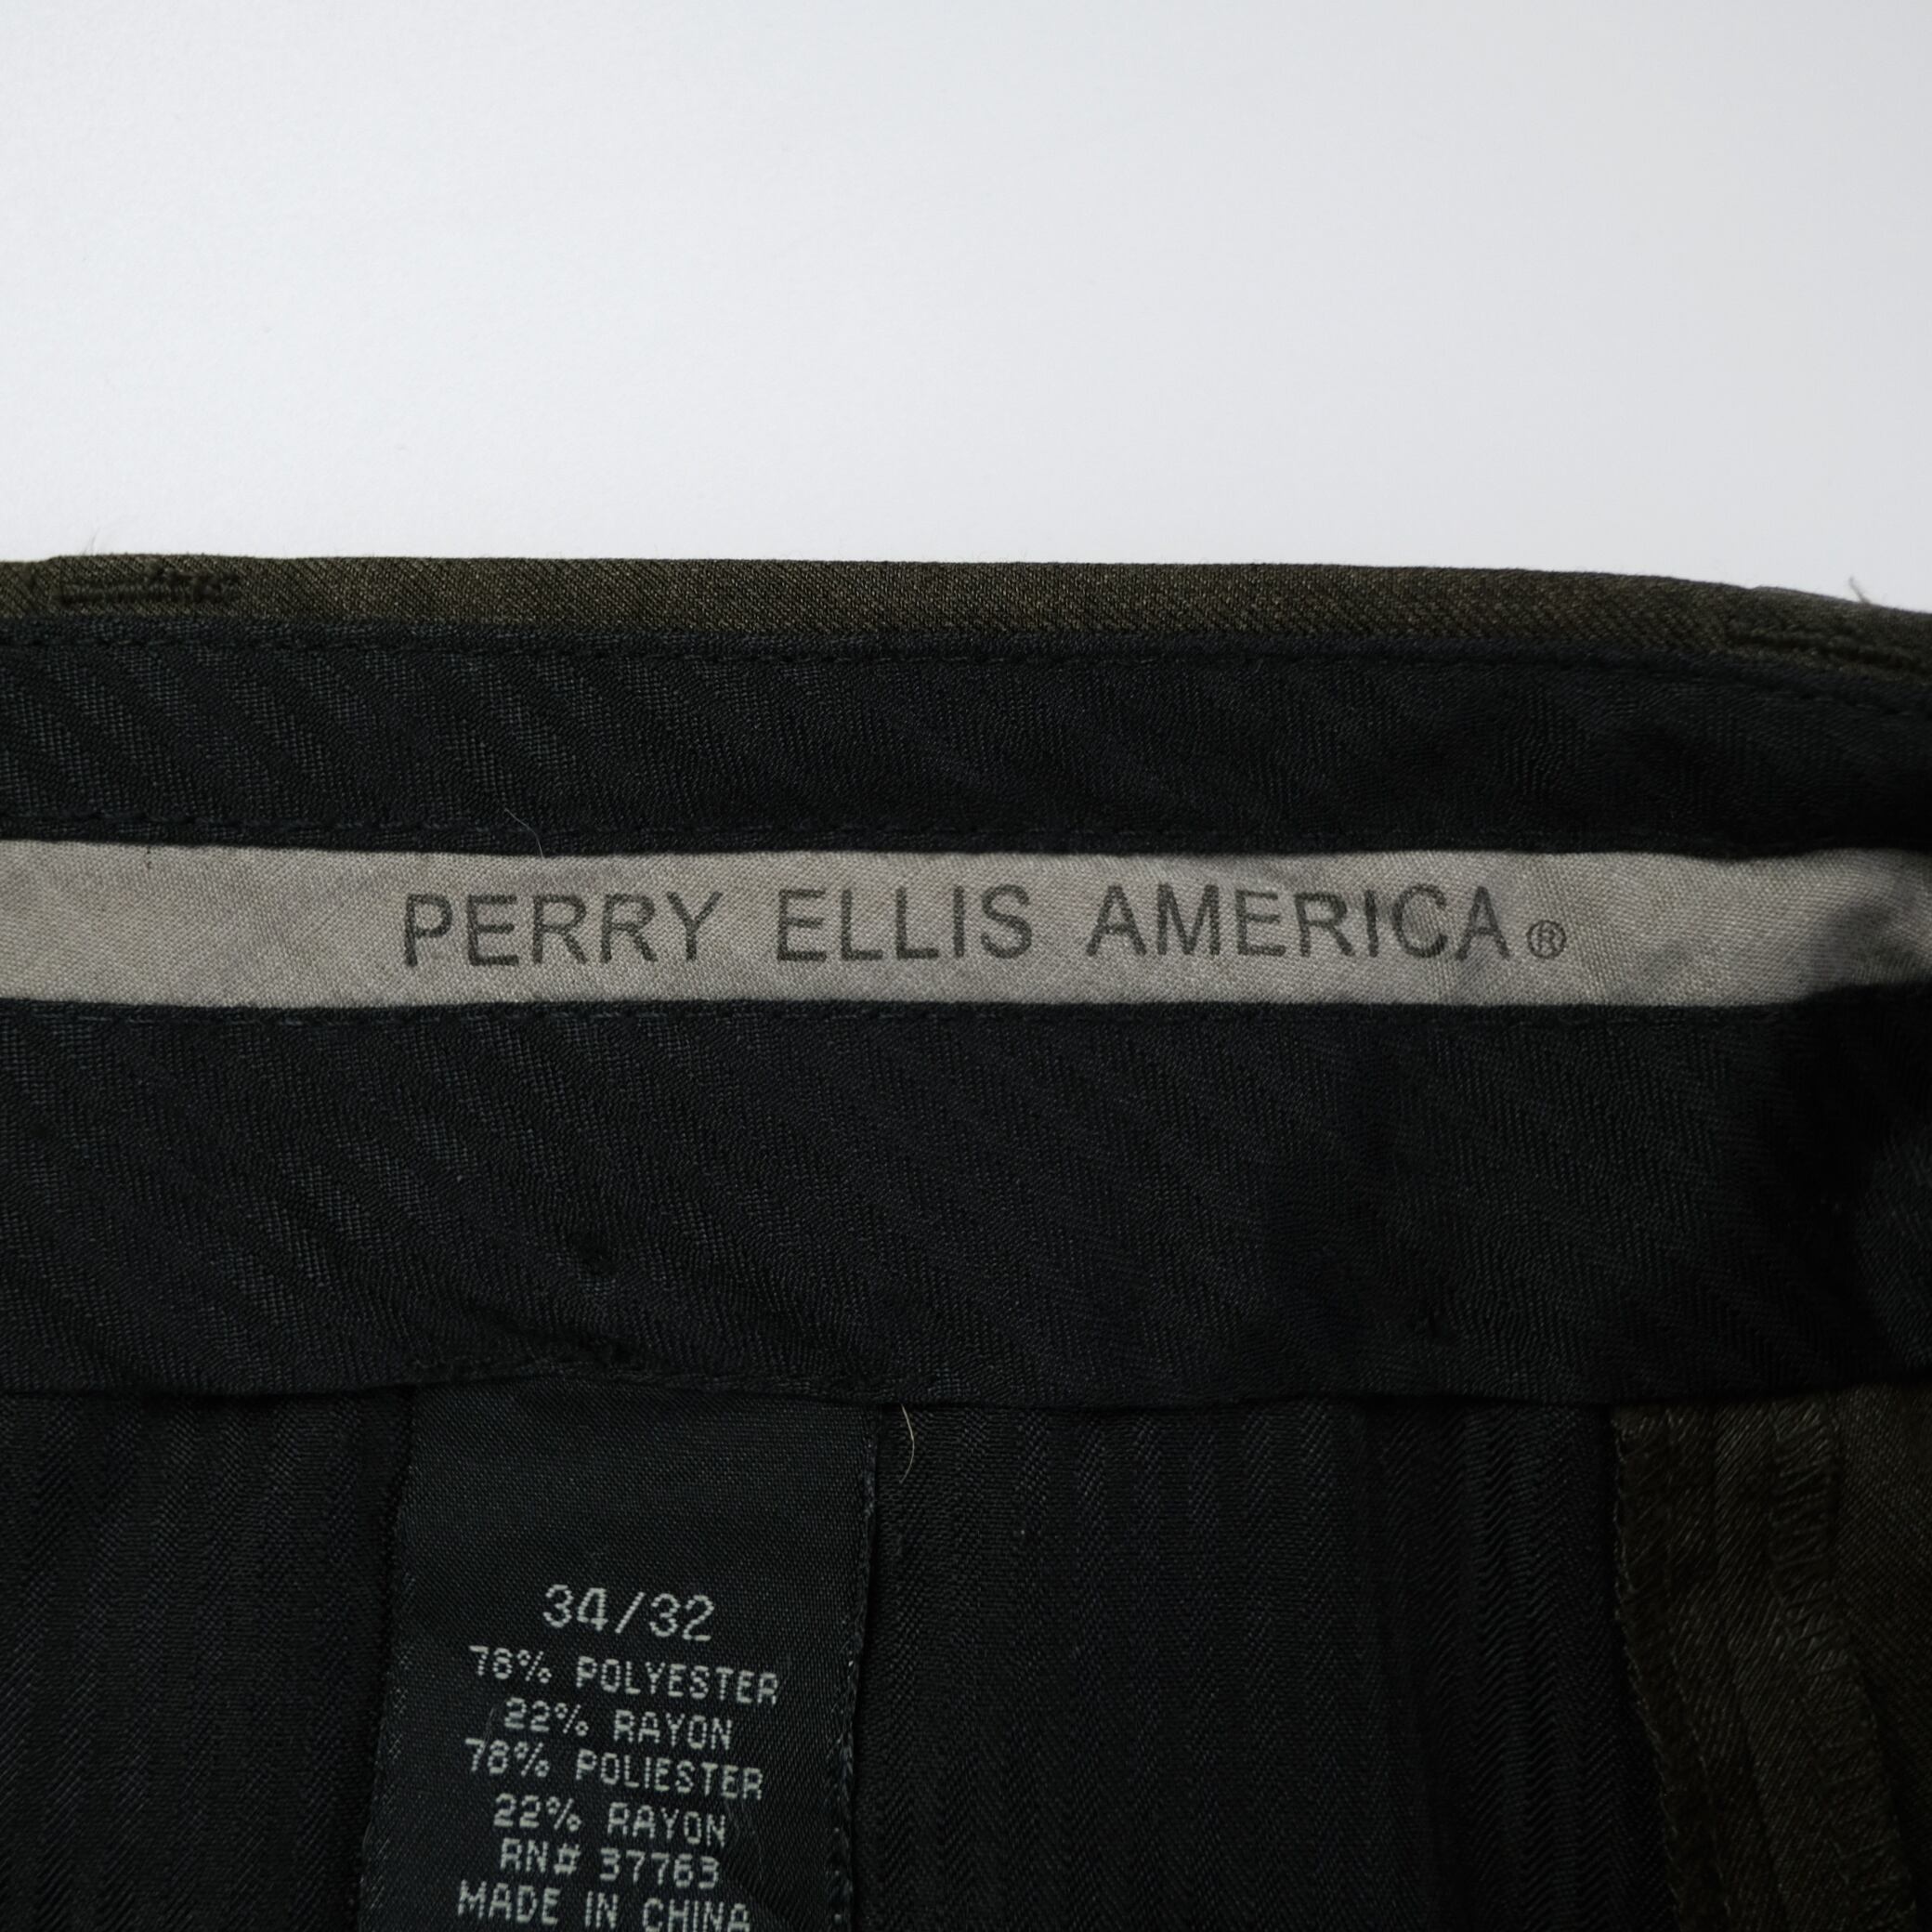 PERRY ELLIS AMERICA®
34/32
78% POLYESTER
22% RAYON
78% POLIESTER
22% RAYON
RN# 37763
MADE IN CHINA